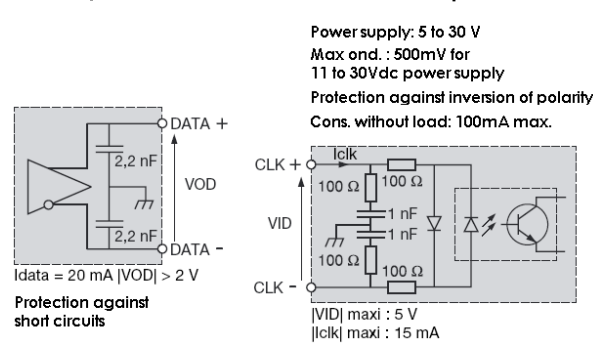 Power supply: 5 to 30 V
Max ond. : 500mV for
11 to 30Vdc power supply
Protection against inversion of polarity
Cons. without load: 100mA max.
DATA +
2,2 nF
VOD
2,2 nF
DATA -
Idata = 20 mA |VOD| > 2 V
Protection against
short circuits
CLK +
Iclk
100 Ω
100 Ω
1 nF
VID
1 nF
100 Ω
100 Ω
CLK -
|VID| maxi : 5 V
|Iclk| maxi : 15 mA